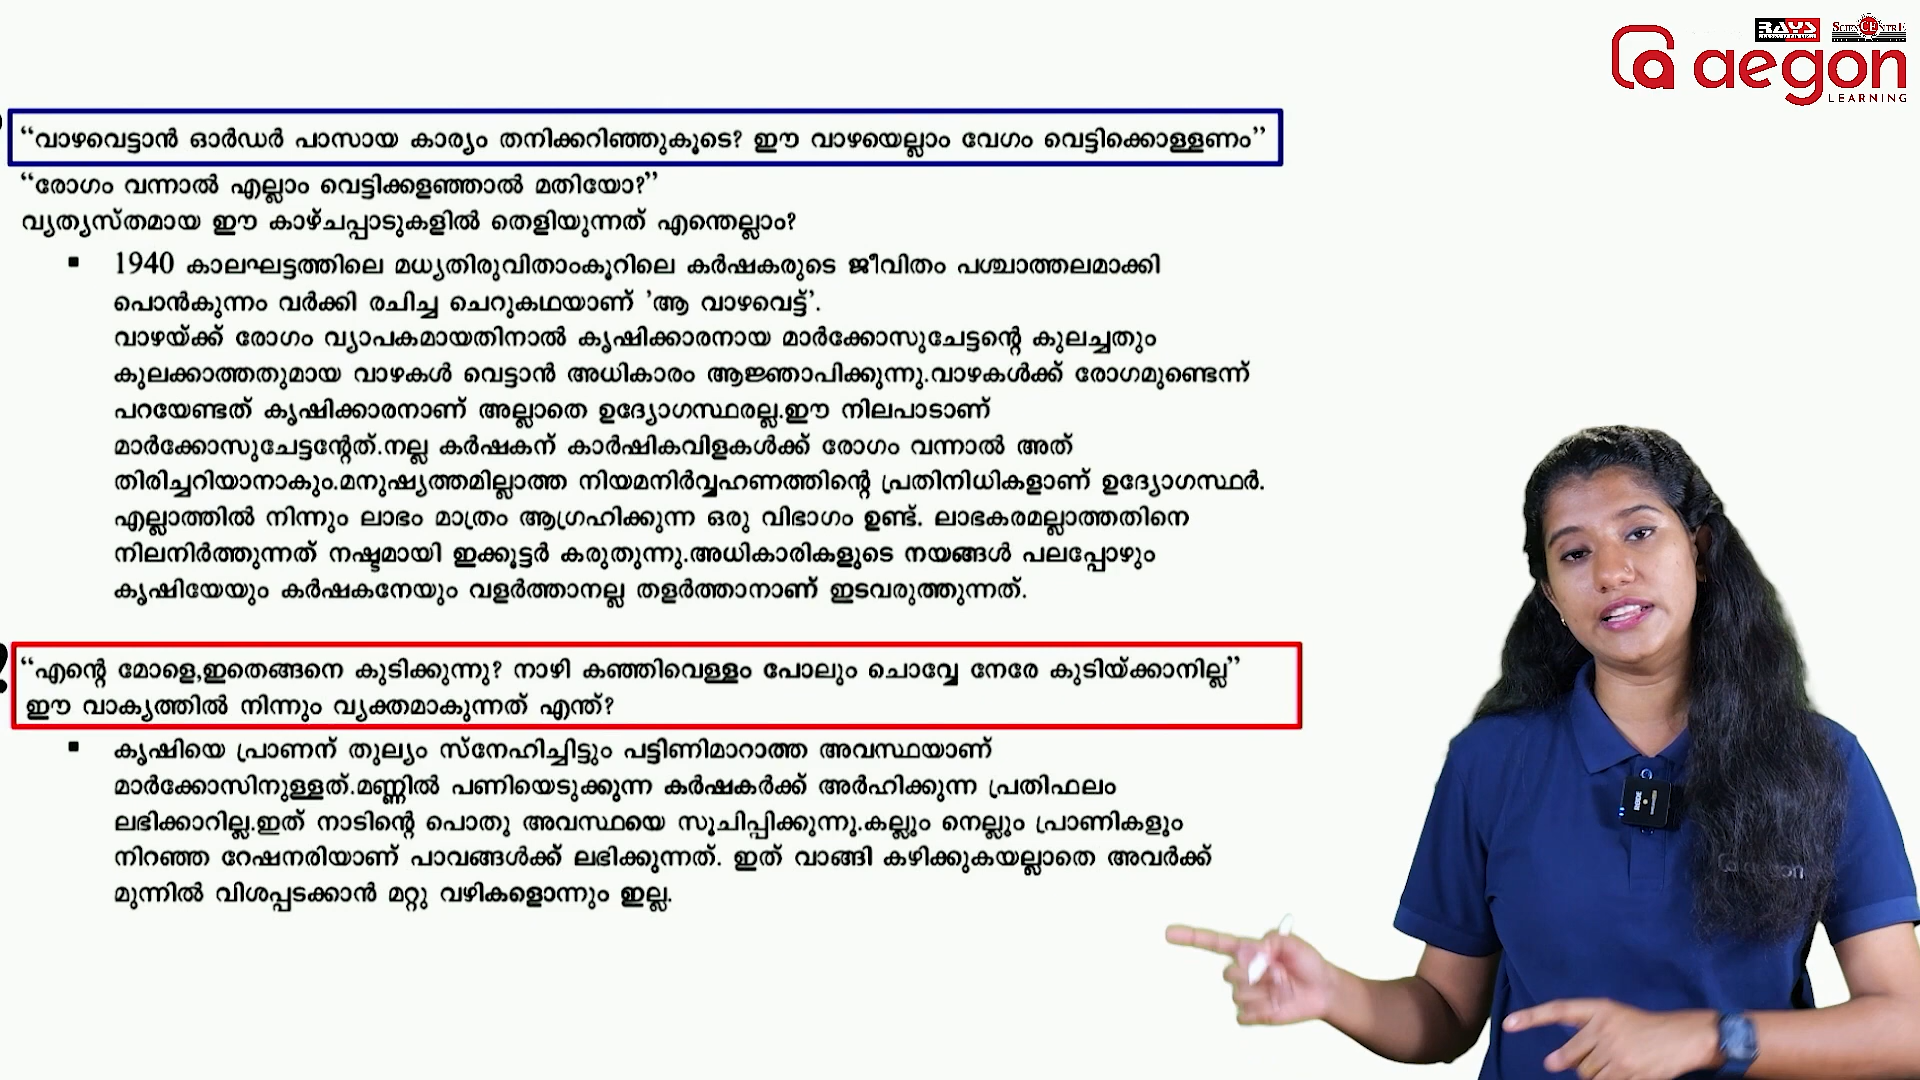 RAYS
SCIENCENTRE
aegon
LEARNING
“വാഴവെട്ടാൻ ഓർഡർ പാസായ കാര്യം തനിക്കറിഞ്ഞുകൂടെ? ഈ വാഴയെല്ലാം വേഗം വെട്ടിക്കൊള്ളണം”
“രോഗം വന്നാൽ എല്ലാം വെട്ടിക്കളഞ്ഞാൽ മതിയോ?”
വ്യത്യസ്തമായ ഈ കാഴ്ചപ്പാടുകളിൽ തെളിയുന്നത് എന്തെല്ലാം?
▪ 1940 കാലഘട്ടത്തിലെ മധ്യതിരുവിതാംകൂറിലെ കർഷകരുടെ ജീവിതം പശ്ചാത്തലമാക്കി
പൊൻകുന്നം വർക്കി രചിച്ച ചെറുകഥയാണ് ’ആ വാഴവെട്ട്’.
വാഴയ്ക്ക് രോഗം വ്യാപകമായതിനാൽ കൃഷിക്കാരനായ മാർക്കോസുചേട്ടന്റെ കുലച്ചതും
കുലക്കാത്തതുമായ വാഴകൾ വെട്ടാൻ അധികാരം ആജ്ഞാപിക്കുന്നു.വാഴകൾക്ക് രോഗമുണ്ടെന്ന്
പറയേണ്ടത് കൃഷിക്കാരനാണ് അല്ലാതെ ഉദ്യോഗസ്ഥരല്ല.ഈ നിലപാടാണ്
മാർക്കോസുചേട്ടന്റേത്.നല്ല കർഷകന് കാർഷികവിളകൾക്ക് രോഗം വന്നാൽ അത്
തിരിച്ചറിയാനാകും.മനുഷ്യത്തമില്ലാത്ത നിയമനിർവ്വഹണത്തിന്റെ പ്രതിനിധികളാണ് ഉദ്യോഗസ്ഥർ.
എല്ലാത്തിൽ നിന്നും ലാഭം മാത്രം ആഗ്രഹിക്കുന്ന ഒരു വിഭാഗം ഉണ്ട്. ലാഭകരമല്ലാത്തതിനെ
നിലനിർത്തുന്നത് നഷ്ടമായി ഇക്കൂട്ടർ കരുതുന്നു.അധികാരികളുടെ നയങ്ങൾ പലപ്പോഴും
കൃഷിയേയും കർഷകനേയും വളർത്താനല്ല തളർത്താനാണ് ഇടവരുത്തുന്നത്.
“എന്റെ മോളെ,ഇതെങ്ങനെ കുടിക്കുന്നു? നാഴി കഞ്ഞിവെള്ളം പോലും ചൊവ്വേ നേരേ കുടിയ്ക്കാനില്ല”
ഈ വാക്യത്തിൽ നിന്നും വ്യക്തമാകുന്നത് എന്ത്?
▪ കൃഷിയെ പ്രാണന് തുല്യം സ്നേഹിച്ചിട്ടും പട്ടിണിമാറാത്ത അവസ്ഥയാണ്
മാർക്കോസിനുള്ളത്.മണ്ണിൽ പണിയെടുക്കുന്ന കർഷകർക്ക് അർഹിക്കുന്ന പ്രതിഫലം
ലഭിക്കാറില്ല.ഇത് നാടിന്റെ പൊതു അവസ്ഥയെ സൂചിപ്പിക്കുന്നു.കല്ലും നെല്ലും പ്രാണികളും
നിറഞ്ഞ റേഷനരിയാണ് പാവങ്ങൾക്ക് ലഭിക്കുന്നത്. ഇത് വാങ്ങി കഴിക്കുകയല്ലാതെ അവർക്ക്
മുന്നിൽ വിശപ്പടക്കാൻ മറ്റു വഴികളൊന്നും ഇല്ല.